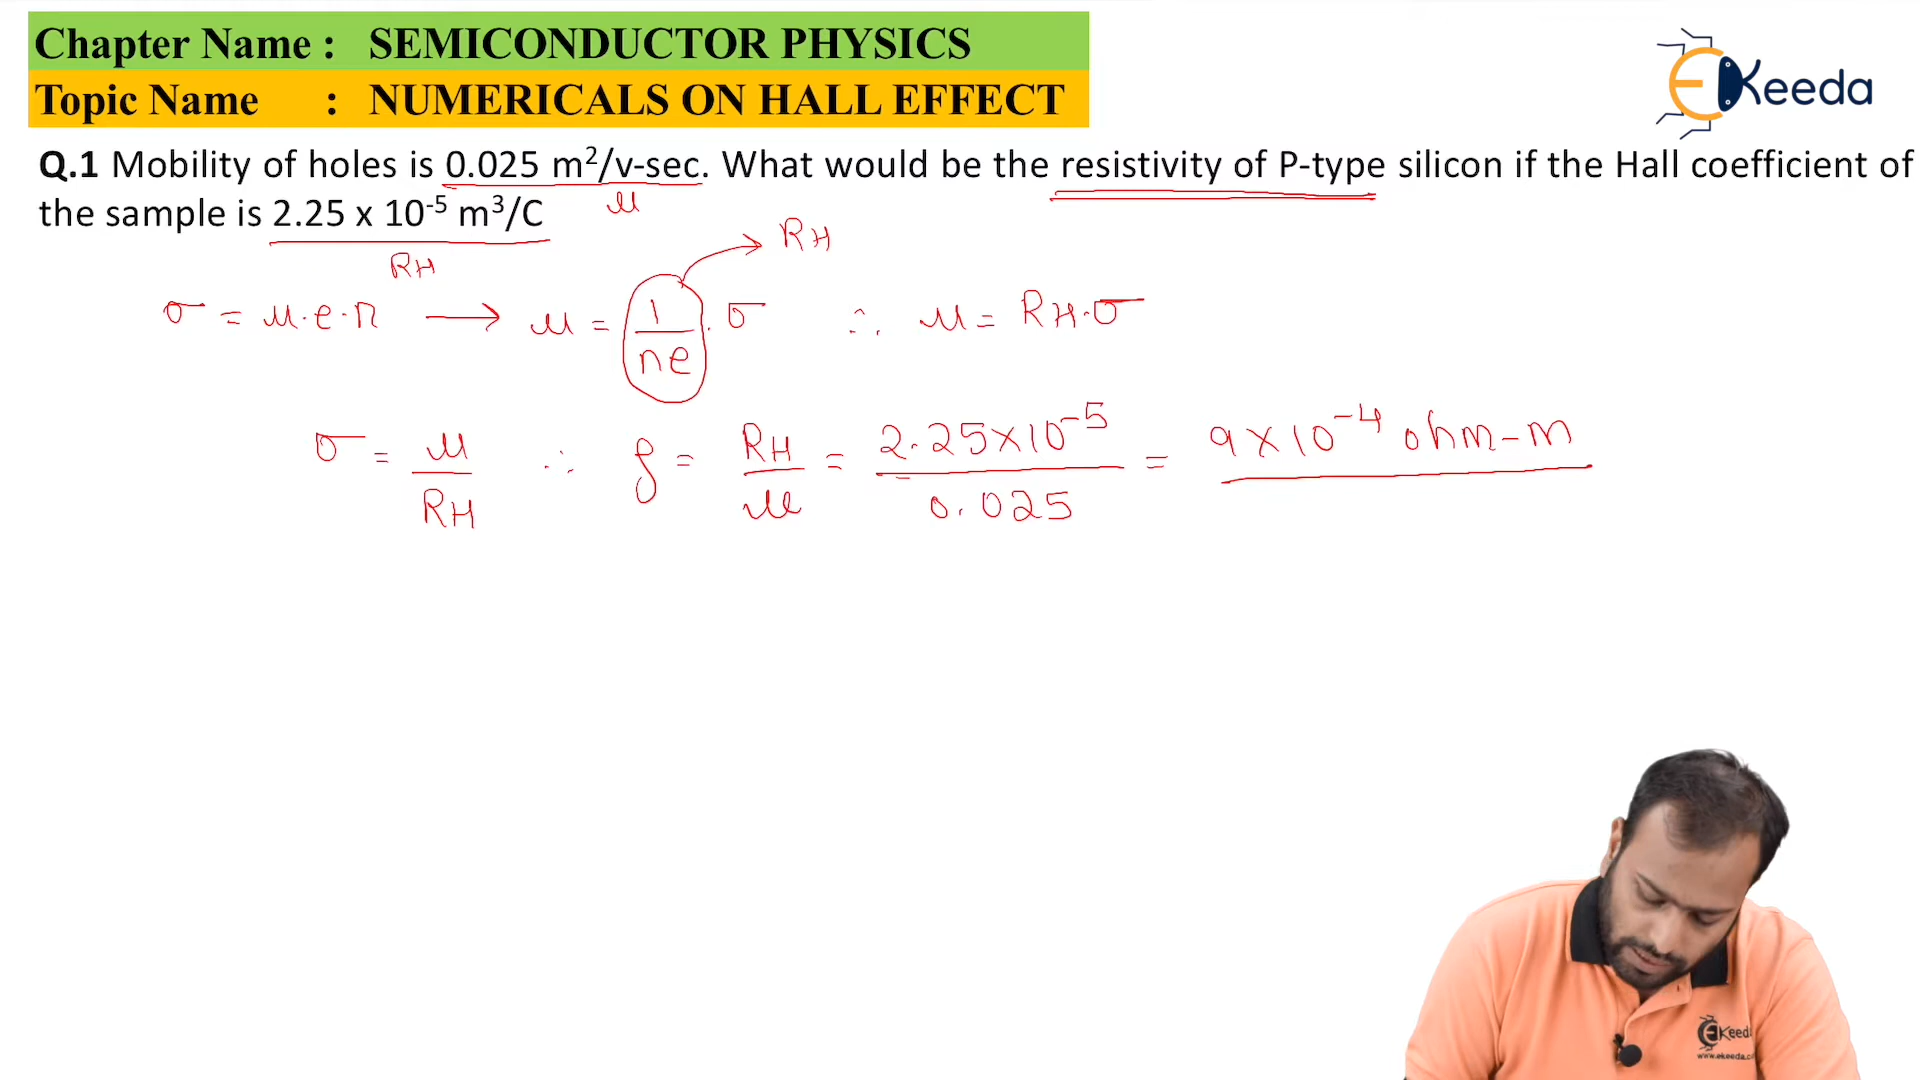 Chapter Name : SEMICONDUCTOR PHYSICS
Topic Name : NUMERICALS ON HALL EFFECT
EKeeda
Q.1 Mobility of holes is 0.025 m²/v-sec. What would be the resistivity of P-type silicon if the Hall coefficient of
the sample is 2.25 x 10⁻⁵ m³/C
μ
RH
RH
σ = μ.e.n → μ = 1/ne . σ ∴ μ = RH.σ
σ = μ/RH ∴ ρ = RH/μ = 2.25×10⁻⁵/0.025 = 9×10⁻⁴ ohm-m